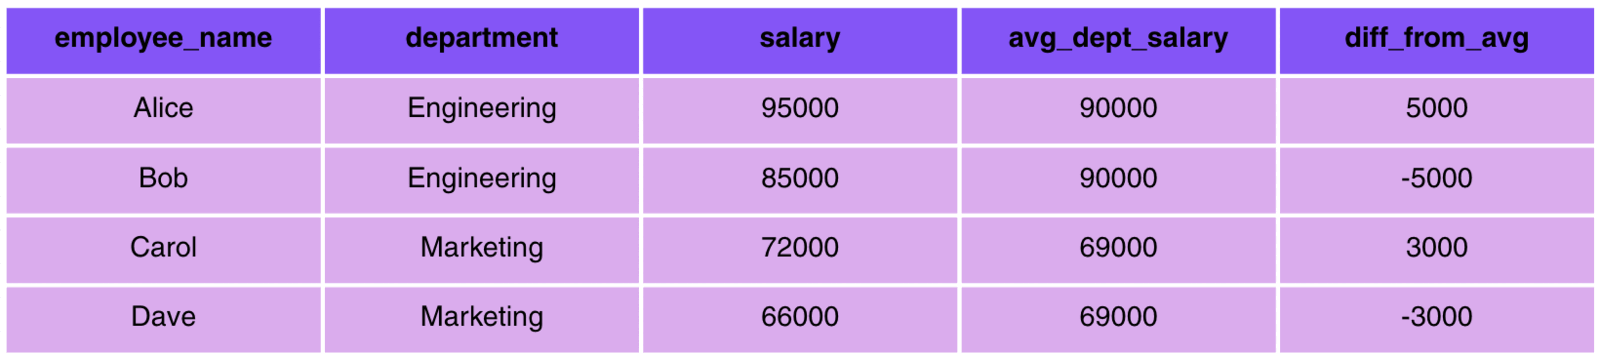 employee_name department salary avg_dept_salary diff_from_avg
Alice Engineering 95000 90000 5000
Bob Engineering 85000 90000 -5000
Carol Marketing 72000 69000 3000
Dave Marketing 66000 69000 -3000